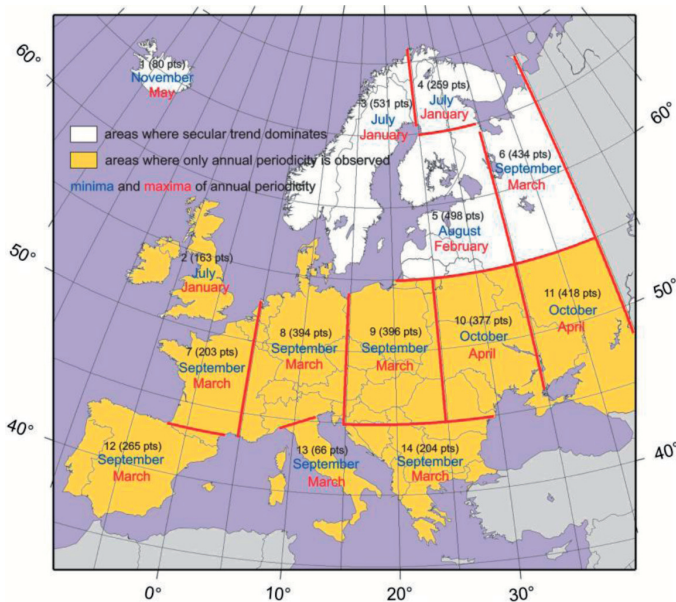 60°
50°
40°
1 (80 pts)
November
May
3 (531 pts)
July
January
4 (259 pts)
July
January
60°
6 (434 pts)
September
March
areas where secular trend dominates
areas where only annual periodicity is observed
minima and maxima of annual periodicity
5 (498 pts)
August
February
2 (163 pts)
July
January
50°
11 (418 pts)
October
April
10 (377 pts)
October
April
9 (396 pts)
September
March
8 (394 pts)
September
March
7 (203 pts)
September
March
40°
12 (265 pts)
September
March
13 (66 pts)
September
March
14 (204 pts)
September
March
0°
10°
20°
30°